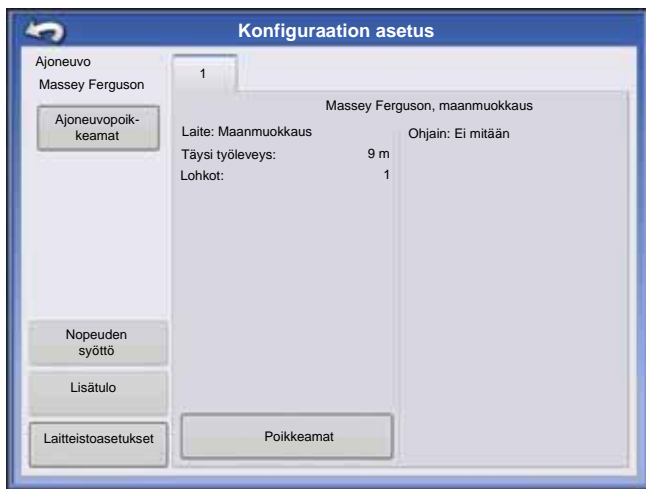 Konfiguraation asetus
Ajoneuvo
Massey Ferguson
Ajoneuvopoik-
keamat
Nopeuden
syöttö
Lisätulo
Laitteistoasetukset
1
Massey Ferguson, maanmuokkaus
Laite: Maanmuokkaus
Täysi työleveys: 9 m
Lohkot: 1
Ohjain: Ei mitään
Poikkeamat